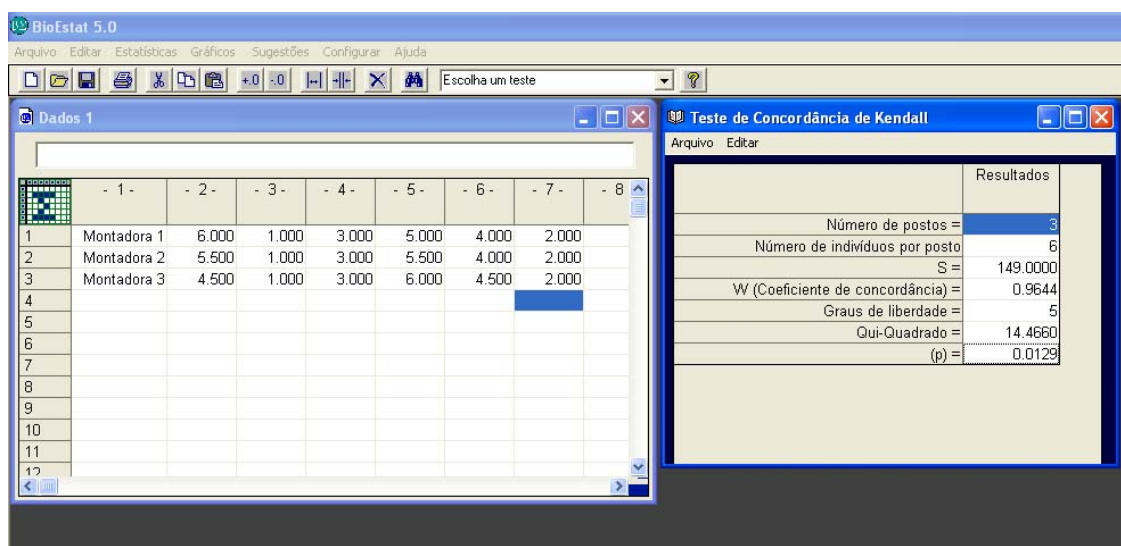 BioEstat 5.0
Arquivo Editar Estatísticas Gráficos Sugestões Configurar Ajuda
+.0 -.0 Escolha um teste
Dados 1
- 1 - - 2 - - 3 - - 4 - - 5 - - 6 - - 7 - - 8
1 Montadora 1 6.000 1.000 3.000 5.000 4.000 2.000
2 Montadora 2 5.500 1.000 3.000 5.500 4.000 2.000
3 Montadora 3 4.500 1.000 3.000 6.000 4.500 2.000
4
5
6
7
8
9
10
11
12
Teste de Concordância de Kendall
Arquivo Editar
Resultados
Número de postos = 3
Número de indivíduos por posto 6
S = 149.0000
W (Coeficiente de concordância) = 0.9644
Graus de liberdade = 5
Qui-Quadrado = 14.4660
(p) = 0.0129